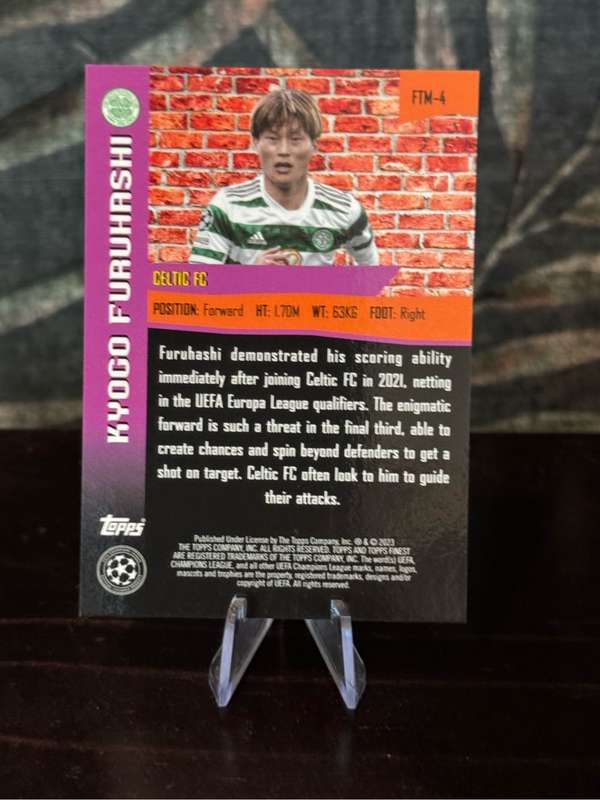 FTM-4
KYOGO FURUHASHI
CELTIC FC
POSITION: Forward HT: 1.70M WT: 63KG FOOT: Right
Furuhashi demonstrated his scoring ability
immediately after joining Celtic FC in 2021, netting
in the UEFA Europa League qualifiers. The enigmatic
forward is such a threat in the final third, able to
create chances and spin beyond defenders to get a
shot on target. Celtic FC often look to him to guide
their attacks.
topps
Published Under License by The Topps Company, Inc. ® & © 2023
THE TOPPS COMPANY, INC. ALL RIGHTS RESERVED. TOPPS AND TOPPS FINEST
ARE REGISTERED TRADEMARKS OF THE TOPPS COMPANY, INC. The word(s) UEFA,
CHAMPIONS LEAGUE, and all other UEFA Champions League marks, names, logos,
mascots and trophies are the property, registered trademarks, designs and/or
copyright of UEFA. All rights reserved.